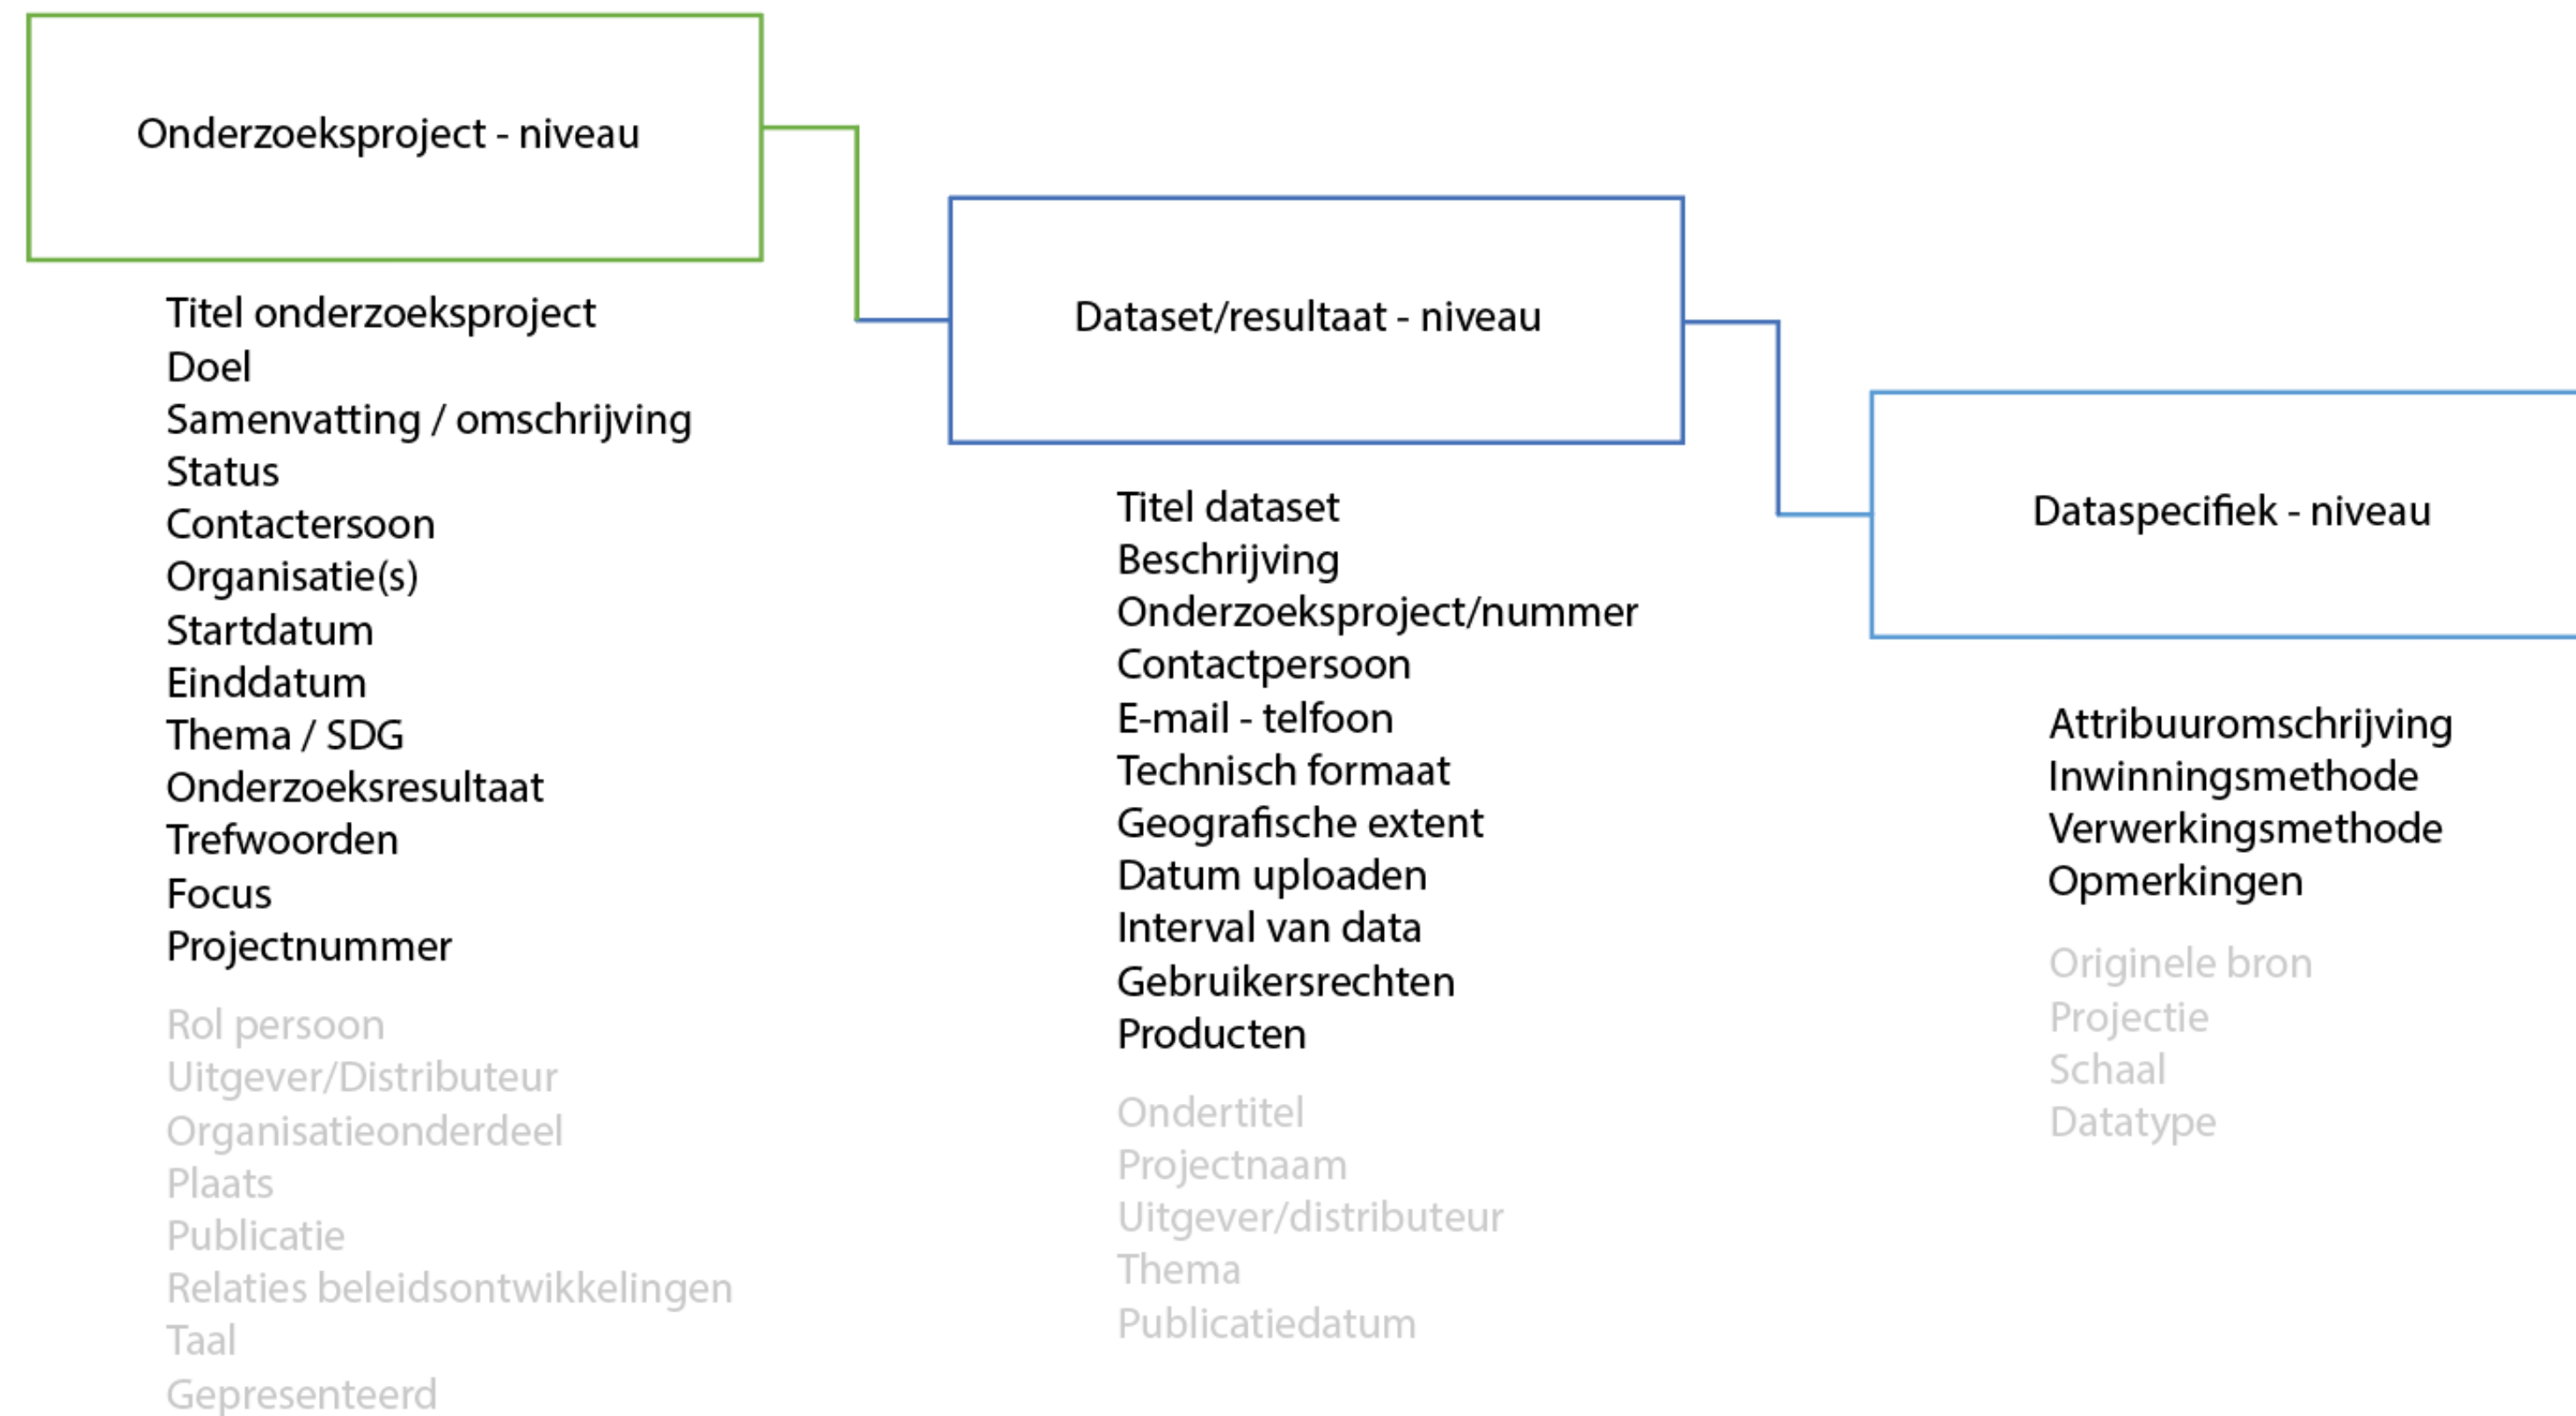 Onderzoeksproject - niveau
Titel onderzoeksproject
Doel
Samenvatting / omschrijving
Status
Contactersoon
Organisatie(s)
Startdatum
Einddatum
Thema / SDG
Onderzoeksresultaat
Trefwoorden
Focus
Projectnummer
Rol persoon
Uitgever/Distributeur
Organisatieonderdeel
Plaats
Publicatie
Relaties beleidsontwikkelingen
Taal
Gepresenteerd
Dataset/resultaat - niveau
Titel dataset
Beschrijving
Onderzoeksproject/nummer
Contactpersoon
E-mail - telfoon
Technisch formaat
Geografische extent
Datum uploaden
Interval van data
Gebruikersrechten
Producten
Ondertitel
Projectnaam
Uitgever/distributeur
Thema
Publicatiedatum
Dataspecifiek - niveau
Attribuuromschrijving
Inwinningsmethode
Verwerkingsmethode
Opmerkingen
Originele bron
Projectie
Schaal
Datatype